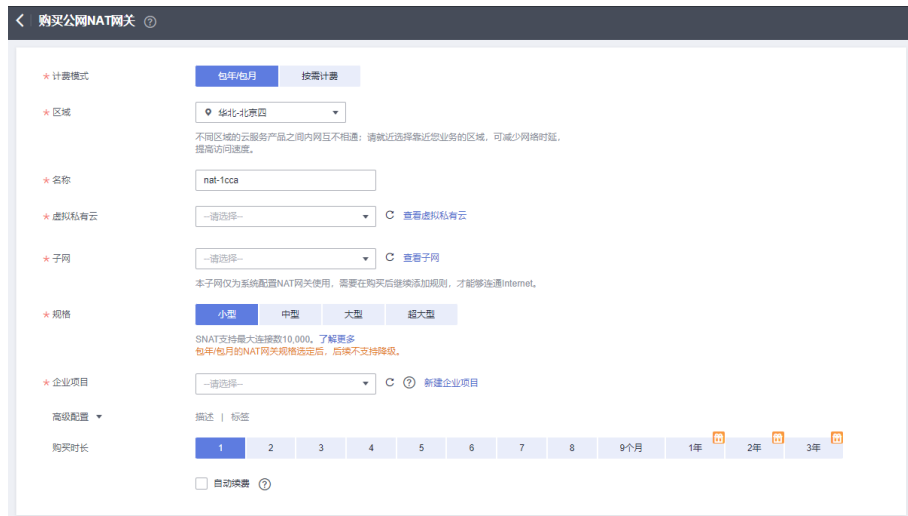 购买公网NAT网关
* 计费模式 包年/包月 按需计费
* 区域 华北-北京四
不同区域的云服务产品之间内网互不相通；请就近选择靠近您业务的区域，可减少网络时延，
提高访问速度。
* 名称 nat-1cca
* 虚拟私有云 --请选择-- 查看虚拟私有云
* 子网 --请选择-- 查看子网
本子网仅为系统配置NAT网关使用，需要在购买后继续添加规则，才能够连通Internet。
* 规格 小型 中型 大型 超大型
SNAT支持最大连接数10,000。了解更多
包年/包月的NAT网关规格选定后，后续不支持降级。
* 企业项目 --请选择-- 新建企业项目
高级配置 描述 | 标签
购买时长 1 2 3 4 5 6 7 8 9个月 1年 2年 3年
自动续费